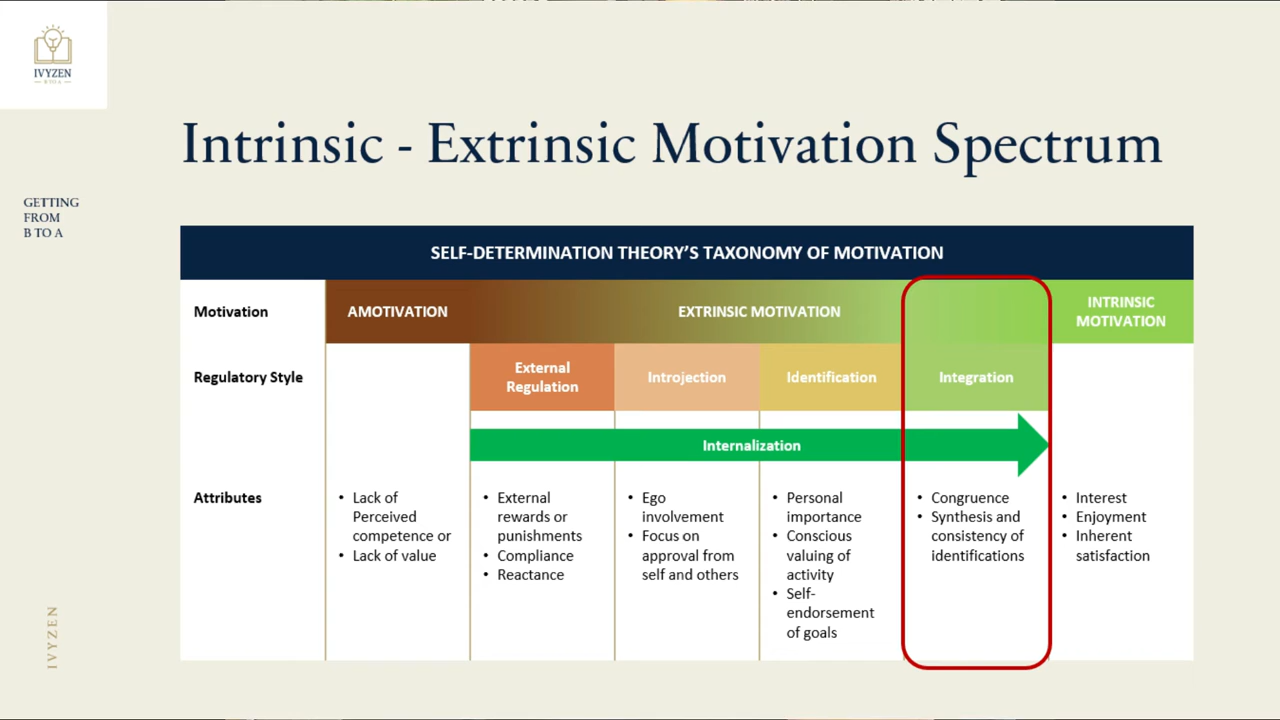 IVYZEN
B TO A
Intrinsic - Extrinsic Motivation Spectrum
GETTING
FROM
B TO A
SELF-DETERMINATION THEORY'S TAXONOMY OF MOTIVATION
Motivation
AMOTIVATION
EXTRINSIC MOTIVATION
INTRINSIC
MOTIVATION
Regulatory Style
External
Regulation
Introjection
Identification
Integration
Internalization
Attributes
• Lack of
Perceived
competence or
• Lack of value
• External
rewards or
punishments
• Compliance
• Reactance
• Ego
involvement
• Focus on
approval from
self and others
• Personal
importance
• Conscious
valuing of
activity
• Self-
endorsement
of goals
• Congruence
• Synthesis and
consistency of
identifications
• Interest
• Enjoyment
• Inherent
satisfaction
IVYZEN